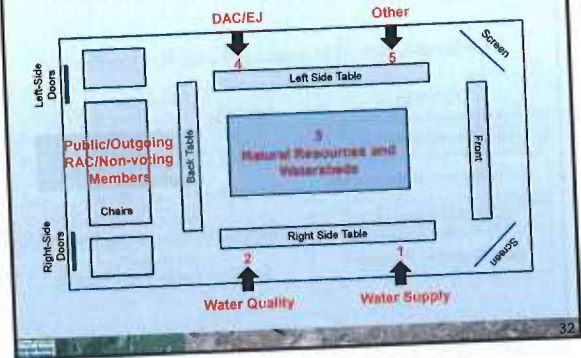 DAC/EJ
Other
4
5
Screen
Left-Side
Doors
Left Side Table
Public/Outgoing
RAC/Non-voting
Members
Chairs
Back Table
3
Natural Resources and
Watersheds
Front
Right-Side
Doors
Right Side Table
2
1
Screen
Water Quality
Water Supply
32